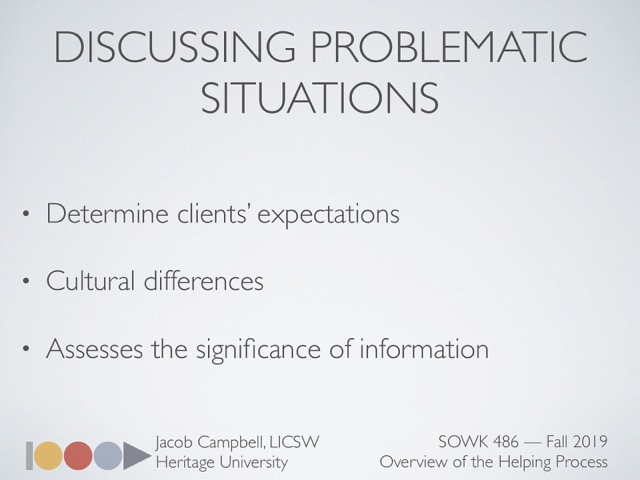 DISCUSSING PROBLEMATIC
SITUATIONS
• Determine clients’ expectations
• Cultural differences
• Assesses the significance of information
Jacob Campbell, LICSW
Heritage University
SOWK 486 — Fall 2019
Overview of the Helping Process